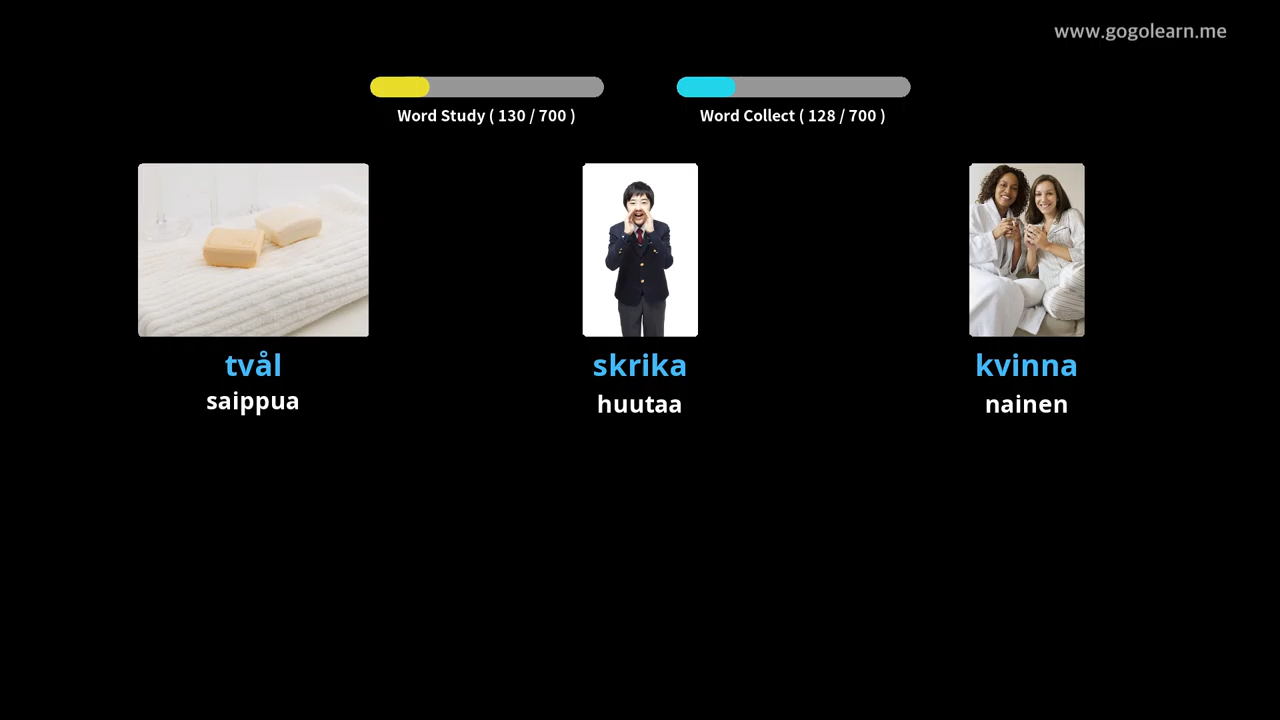 www.gogolearn.me
Word Study ( 130 / 700 )
Word Collect ( 128 / 700 )
tvål
saippua
skrika
huutaa
kvinna
nainen